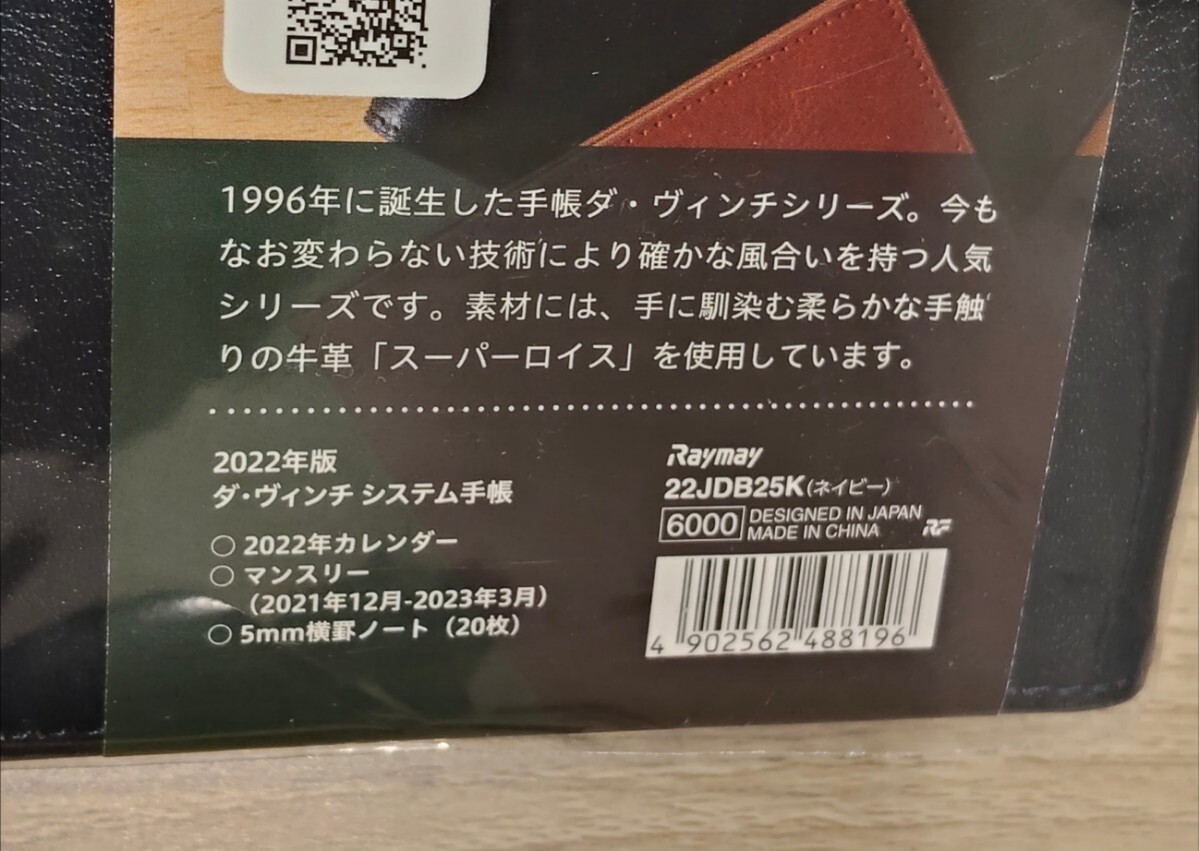 1996年に誕生した手帳ダ・ヴィンチシリーズ。今も
なお変わらない技術により確かな風合いを持つ人気
シリーズです。素材には、手に馴染む柔らかな手触
りの牛革「スーパーロイス」を使用しています。
2022年版
ダ・ヴィンチ システム手帳
○ 2022年カレンダー
○ マンスリー
（2021年12月-2023年3月）
○ 5mm横罫ノート（20枚）
Raymay
22JDB25K（ネイビー）
6000 DESIGNED IN JAPAN
MADE IN CHINA RF
4 902562 488196